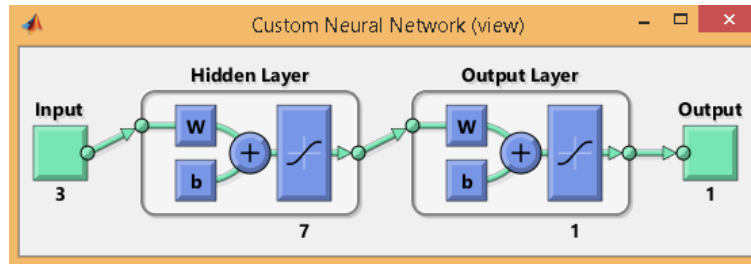 Custom Neural Network (view)
Hidden Layer
Output Layer
Input
Output
W
W
b
b
3
7
1
1